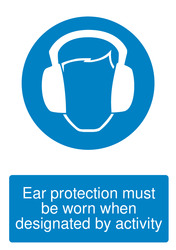 Ear protection must
be worn when
designated by activity